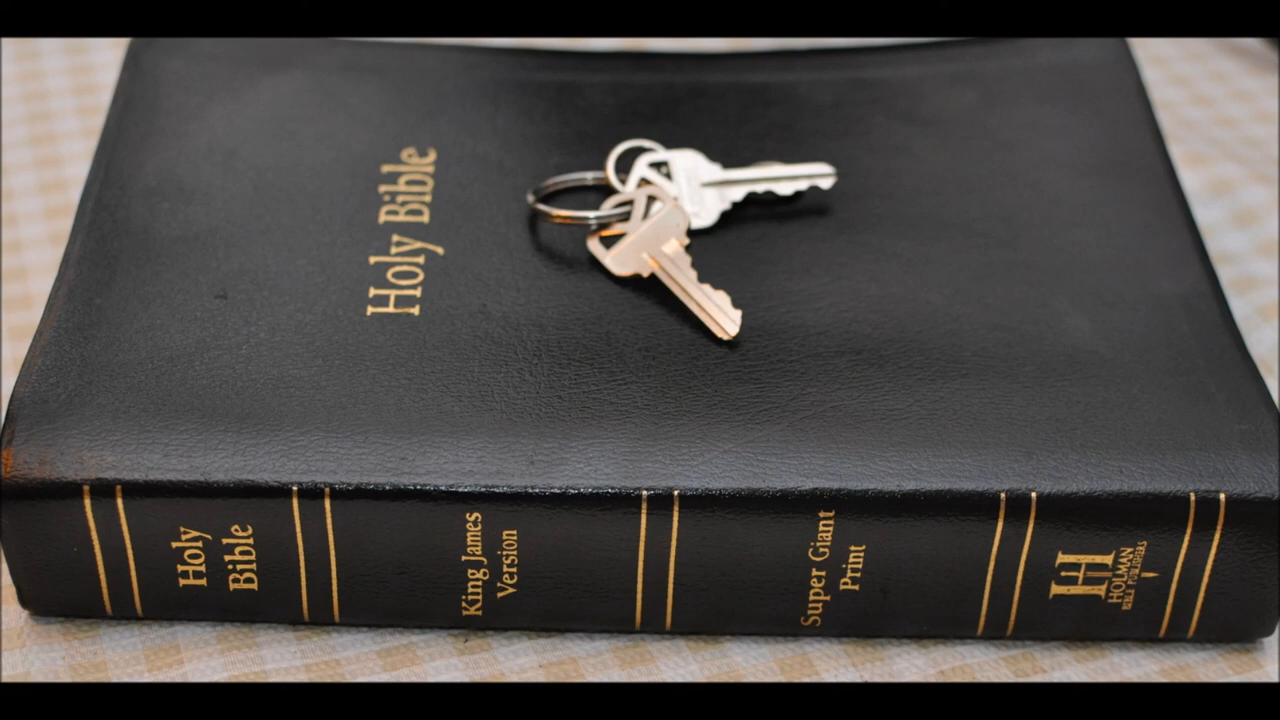 Holy Bible
Holy
Bible
King James
Version
Super Giant
Print
HOLMAN
BIBLE PUBLISHERS